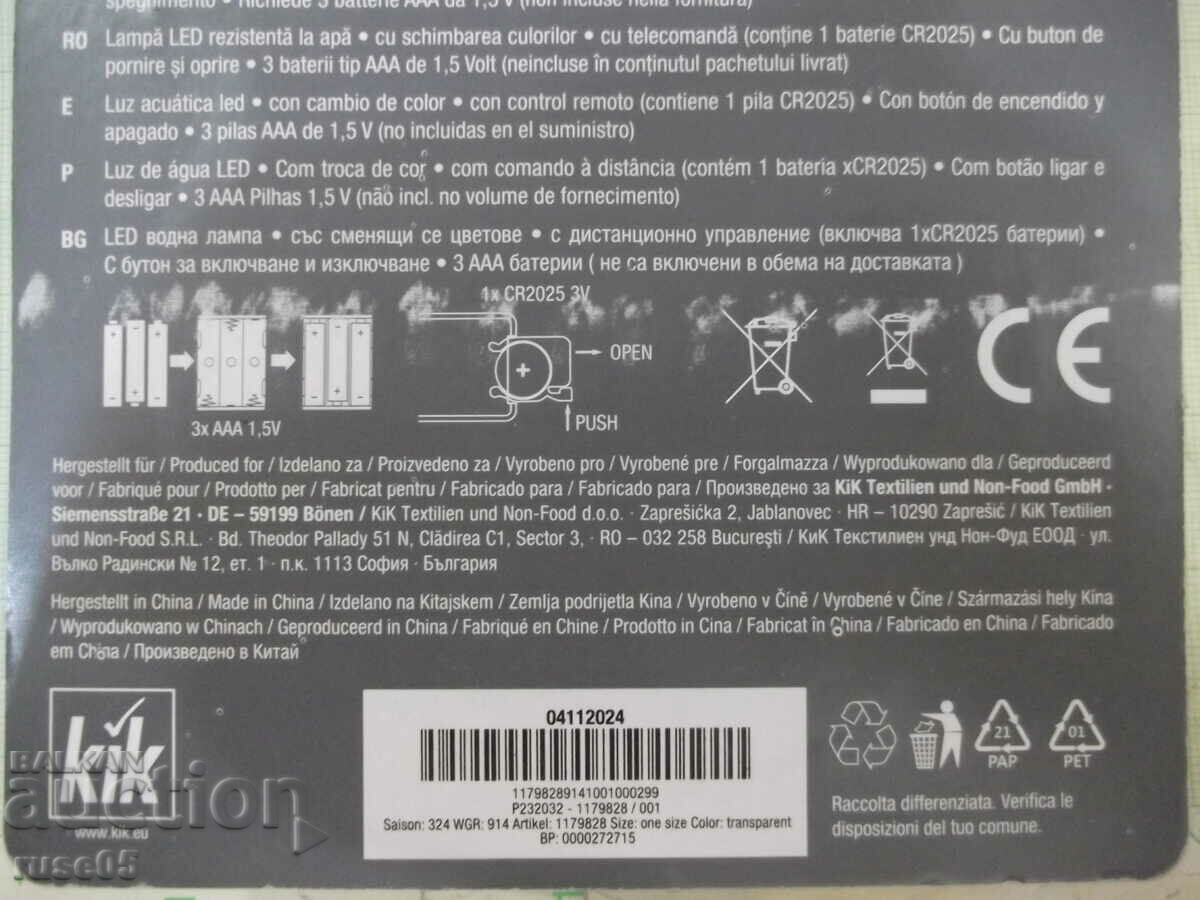 spegnimento • Richiede 3 batterie AAA da 1,5 V (non incluse nella fornitura)
RO Lampă LED rezistentă la apă • cu schimbarea culorilor • cu telecomandă (conține 1 baterie CR2025) • Cu buton de
pornire și oprire • 3 baterii tip AAA de 1,5 Volt (neincluse în conținutul pachetului livrat)
E Luz acuática led • con cambio de color • con control remoto (contiene 1 pila CR2025) • Con botón de encendido y
apagado • 3 pilas AAA de 1,5 V (no incluidas en el suministro)
P Luz de água LED • Com troca de cor • com comando à distância (contém 1 bateria xCR2025) • Com botão ligar e
desligar • 3 AAA Pilhas 1,5 V (não incl. no volume de fornecimento)
BG LED водна лампа • със сменящи се цветове • с дистанционно управление (включва 1xCR2025 батерии) •
С бутон за включване и изключване • 3 AAA батерии ( не са включени в обема на доставката )
1x CR2025 3V
OPEN
PUSH
3x AAA 1,5V
CE
Hergestellt für / Produced for / Izdelano za / Proizvedeno za / Vyrobeno pro / Vyrobené pre / Forgalmazza / Wyprodukowano dla / Geproduceerd
voor / Fabriqué pour / Prodotto per / Fabricat pentru / Fabricado para / Fabricado para / Произведено за KiK Textilien und Non-Food GmbH •
Siemensstraße 21 • DE – 59199 Bönen / KiK Textilien und Non-Food d.o.o. · Zaprešićka 2, Jablanovec · HR – 10290 Zaprešić / KiK Textilien
und Non-Food S.R.L. · Bd. Theodor Pallady 51 N, Clădirea C1, Sector 3, · RO – 032 258 București / КиК Текстилиен унд Нон-Фуд ЕООД · ул.
Вълко Радински № 12, ет. 1 · п.к. 1113 София · България
Hergestellt in China / Made in China / Izdelano na Kitajskem / Zemlja podrijetla Kina / Vyrobeno v Číně / Vyrobené v Číne / Származási hely Kína
/ Wyprodukowano w Chinach / Geproduceerd in China / Fabriqué en Chine / Prodotto in Cina / Fabricat în China / Fabricado en China / Fabricado
em China / Произведено в Китай
kik
www.kik.eu
04112024
11798289141001000299
P232032 - 1179828 / 001
Saison: 324 WGR: 914 Artikel: 1179828 Size: one size Color: transparent
BP: 0000272715
21
PAP
01
PET
Raccolta differenziata. Verifica le
disposizioni del tuo comune.
BALKAN
auction
ruse05